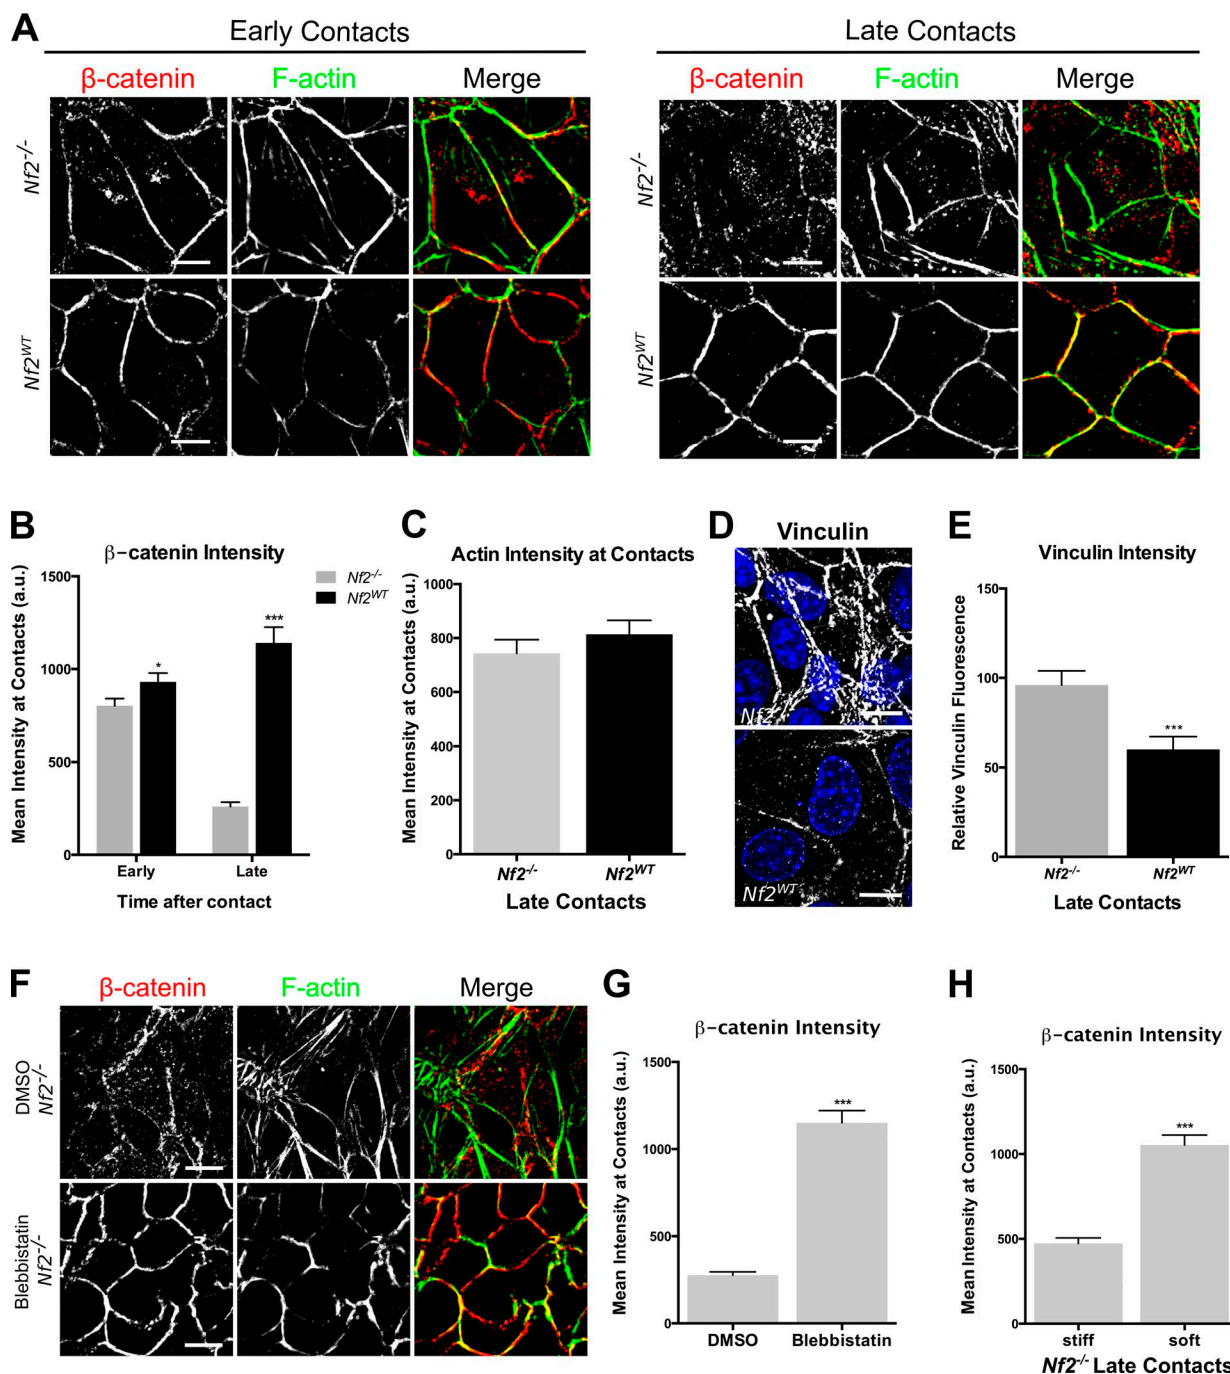 A
Early Contacts
Late Contacts
β-catenin F-actin Merge
β-catenin F-actin Merge
Nf2-/-
Nf2WT
Nf2-/-
Nf2WT
B
β-catenin Intensity
Mean Intensity at Contacts (a.u.)
1500
1000
500
0
*
***
Nf2-/-
Nf2WT
Early Late
Time after contact
C
Actin Intensity at Contacts
Mean Intensity at Contacts (a.u.)
1000
800
600
400
200
0
Nf2-/- Nf2WT
Late Contacts
D
Vinculin
Nf2-/-
Nf2WT
E
Vinculin Intensity
Relative Vinculin Fluorescence
150
100
50
0
***
Nf2-/- Nf2WT
Late Contacts
F
β-catenin F-actin Merge
DMSO
Nf2-/-
Blebbistatin
Nf2-/-
G
β-catenin Intensity
Mean Intensity at Contacts (a.u.)
1500
1000
500
0
***
DMSO Blebbistatin
H
β-catenin Intensity
Mean Intensity at Contacts (a.u.)
1500
1000
500
0
***
stiff soft
Nf2-/- Late Contacts